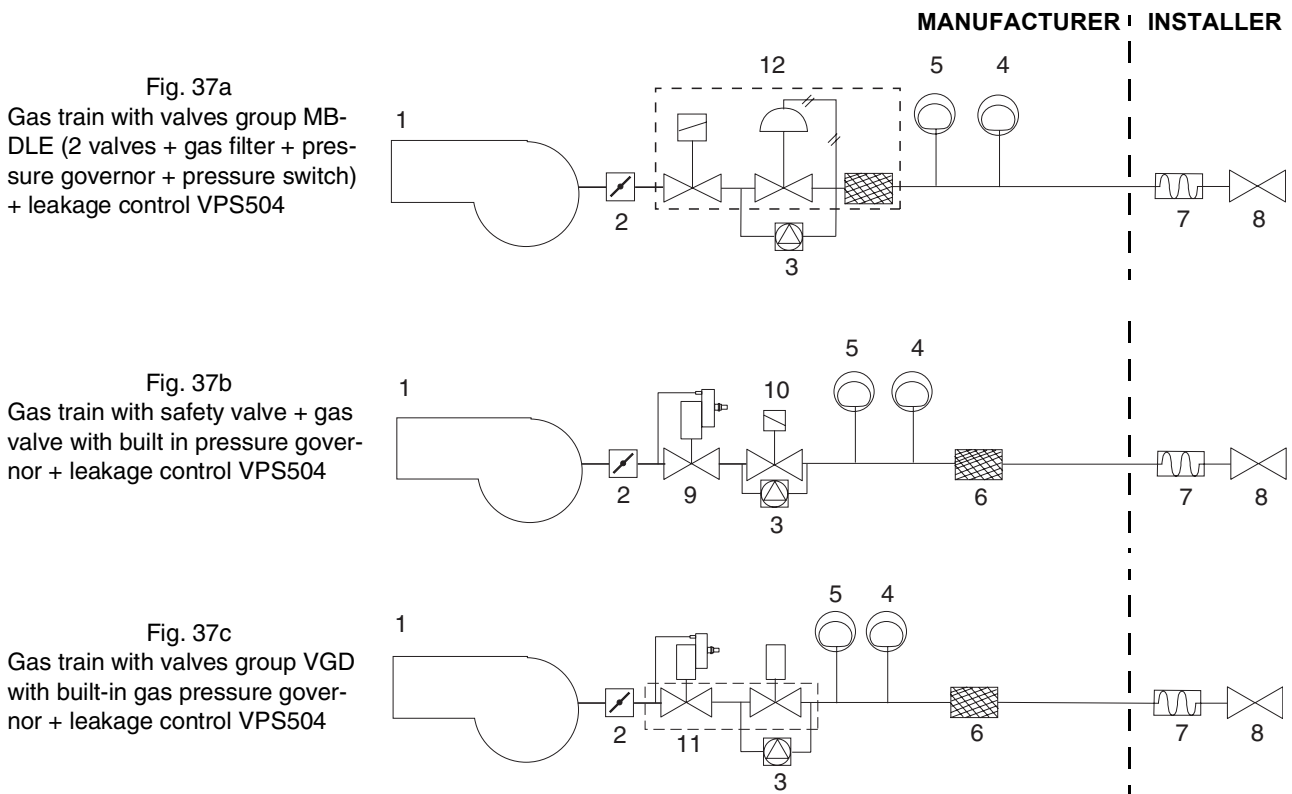 MANUFACTURER INSTALLER
Fig. 37a
Gas train with valves group MB-
DLE (2 valves + gas filter + pres-
sure governor + pressure switch)
+ leakage control VPS504
1
12
5 4
2
3
7 8
Fig. 37b
Gas train with safety valve + gas
valve with built in pressure gover-
nor + leakage control VPS504
1
10
5 4
2
9
3
6
7 8
Fig. 37c
Gas train with valves group VGD
with built-in gas pressure gover-
nor + leakage control VPS504
1
5 4
2
11
3
6
7 8